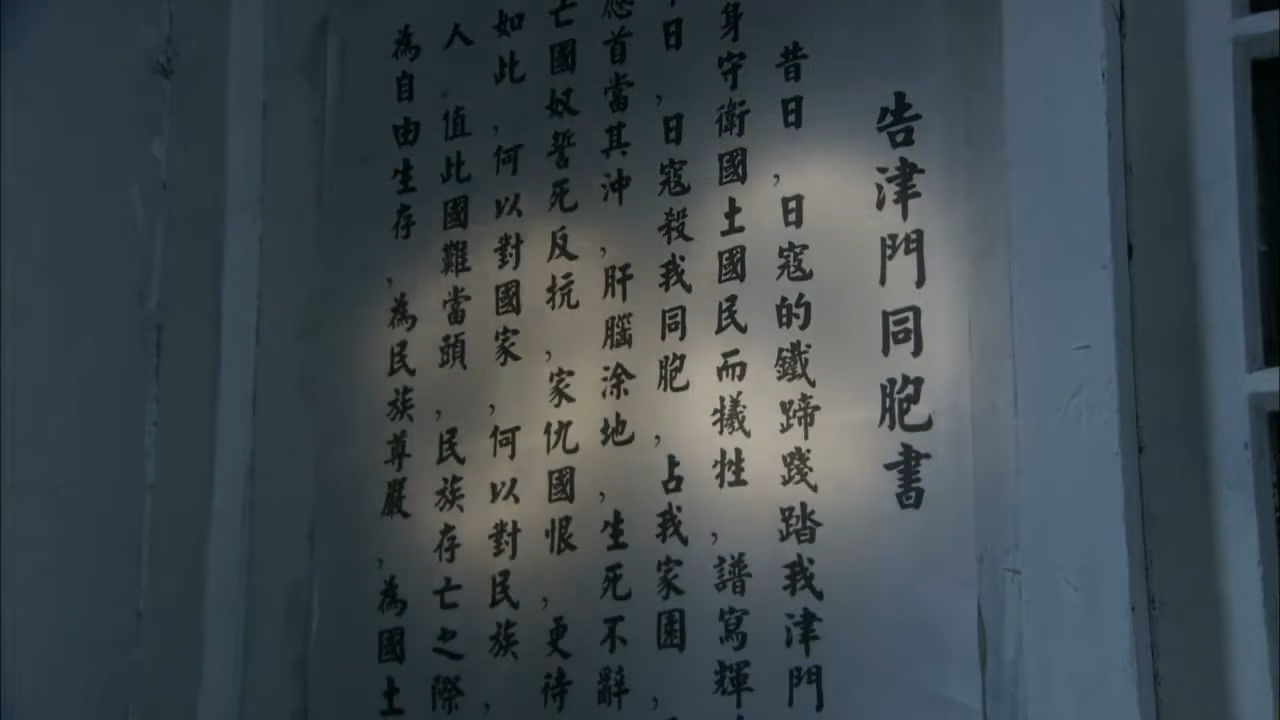 告津門同胞書
昔日，日寇的鐵蹄踐踏我津門
身守衛國土國民而犧牲，譜寫輝
日，日寇殺我同胞，占我家園，
應首當其沖，肝腦涂地，生死不辭
亡國奴誓死反抗，家仇國恨，更待
如此，何以對國家，何以對民族，
人，值此國難當頭，民族存亡之際
為自由生存，為民族尊嚴，為國土